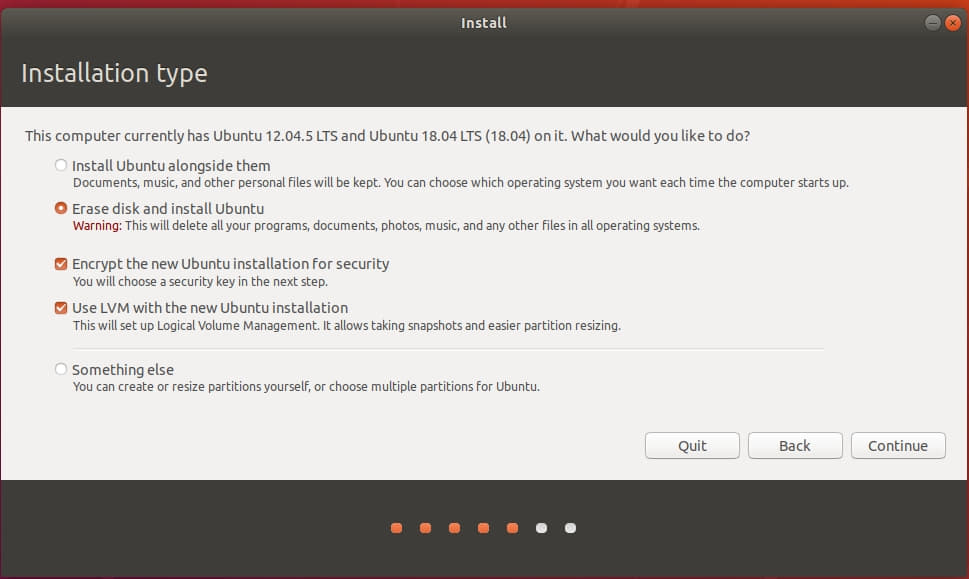 Install
Installation type
This computer currently has Ubuntu 12.04.5 LTS and Ubuntu 18.04 LTS (18.04) on it. What would you like to do?
Install Ubuntu alongside them
Documents, music, and other personal files will be kept. You can choose which operating system you want each time the computer starts up.
Erase disk and install Ubuntu
Warning: This will delete all your programs, documents, photos, music, and any other files in all operating systems.
Encrypt the new Ubuntu installation for security
You will choose a security key in the next step.
Use LVM with the new Ubuntu installation
This will set up Logical Volume Management. It allows taking snapshots and easier partition resizing.
Something else
You can create or resize partitions yourself, or choose multiple partitions for Ubuntu.
Quit Back Continue